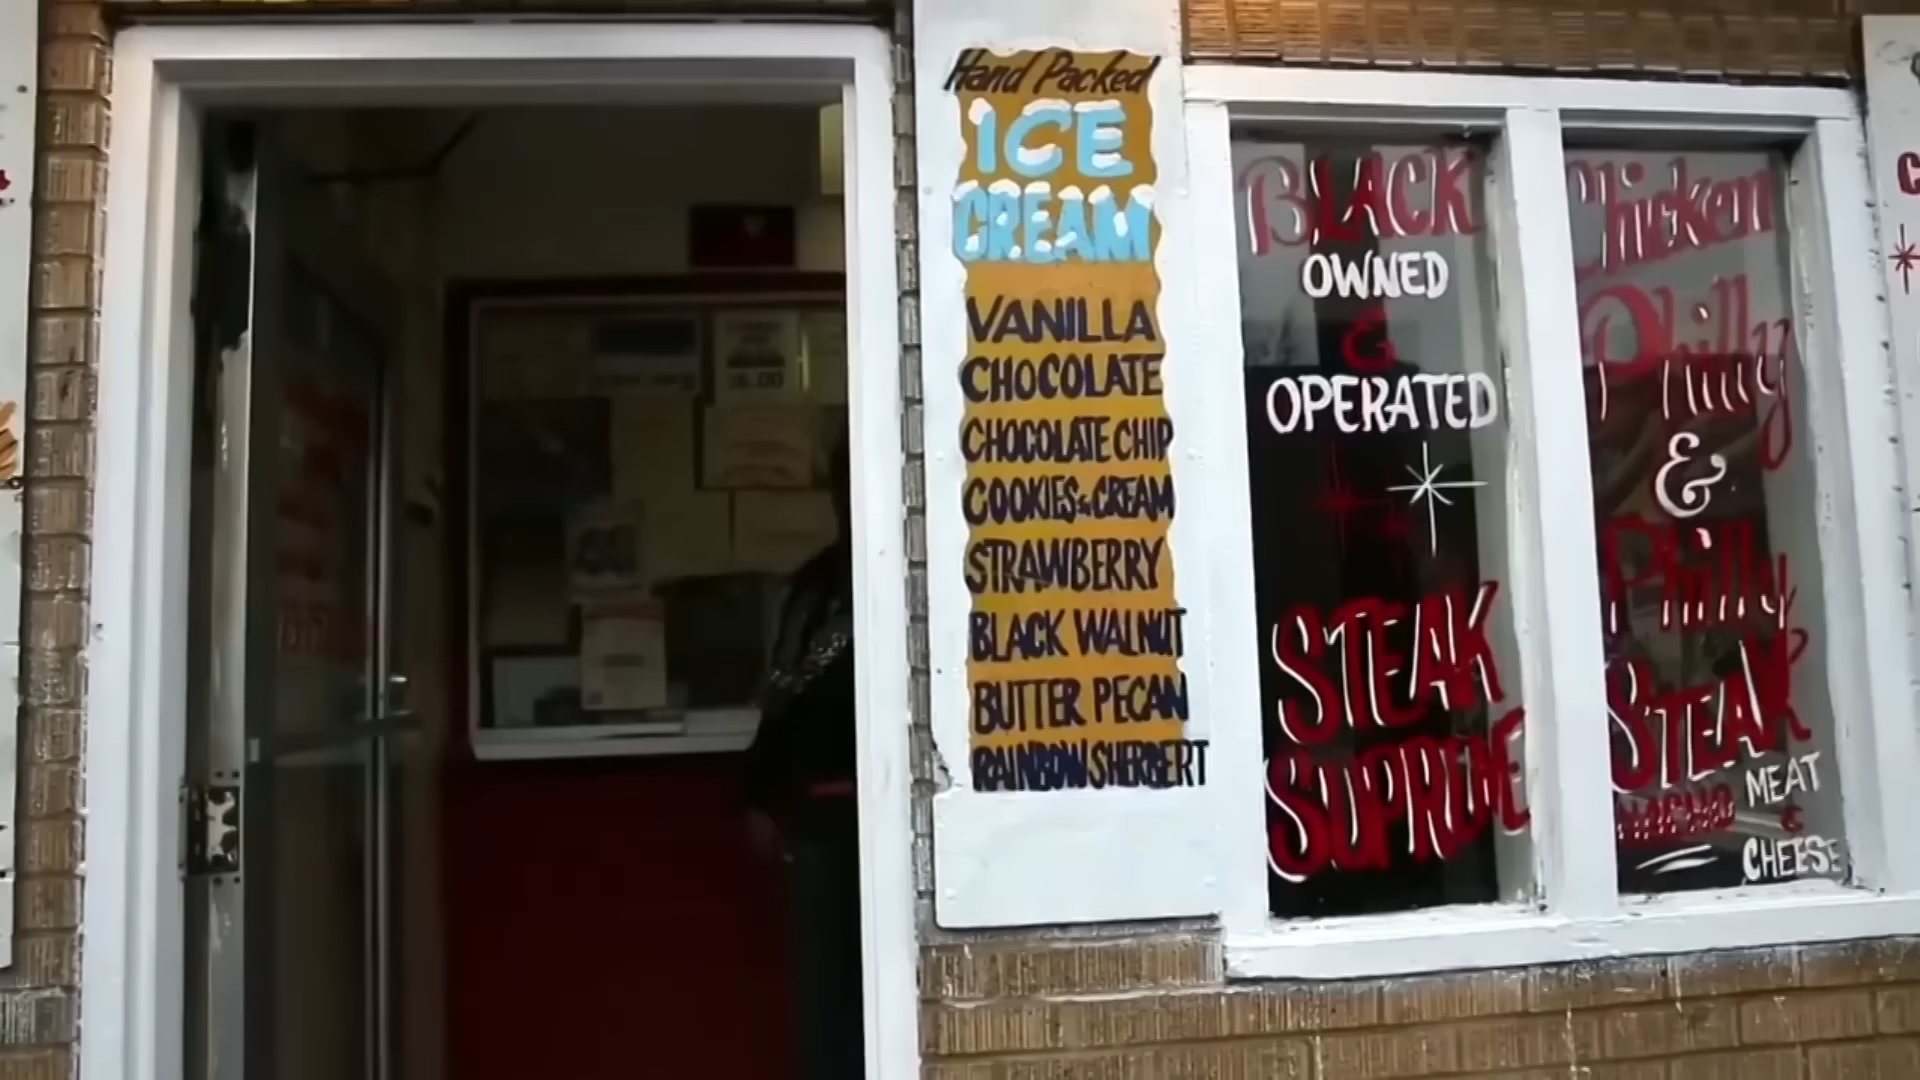 Hand Packed
ICE
CREAM
VANILLA
CHOCOLATE
CHOCOLATE CHIP
COOKIES & CREAM
STRAWBERRY
BLACK WALNUT
BUTTER PECAN
RAINBOW SHERBERT
BLACK
OWNED
&
OPERATED
STEAK
SUPREME
Chicken
Philly
&
Philly
STEAK
NACHO MEAT
&
CHEESE